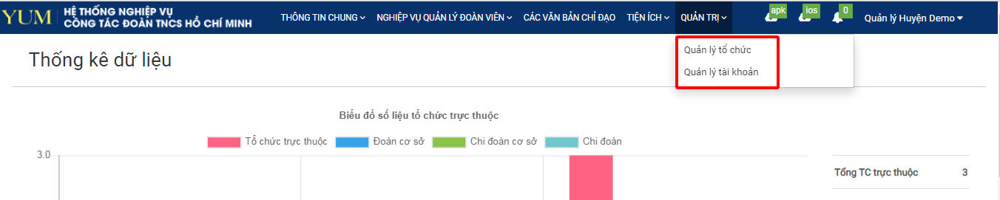 YUM
HỆ THỐNG NGHIỆP VỤ
CÔNG TÁC ĐOÀN TNCS HỒ CHÍ MINH
THÔNG TIN CHUNG
NGHIỆP VỤ QUẢN LÝ ĐOÀN VIÊN
CÁC VĂN BẢN CHỈ ĐẠO
TIỆN ÍCH
QUẢN TRỊ
apk
ios
0
Quản lý Huyện Demo
Quản lý tổ chức
Quản lý tài khoản
Thống kê dữ liệu
Biểu đồ số liệu tổ chức trực thuộc
Tổ chức trực thuộc
Đoàn cơ sở
Chi đoàn cơ sở
Chi đoàn
3.0
Tổng TC trực thuộc 3